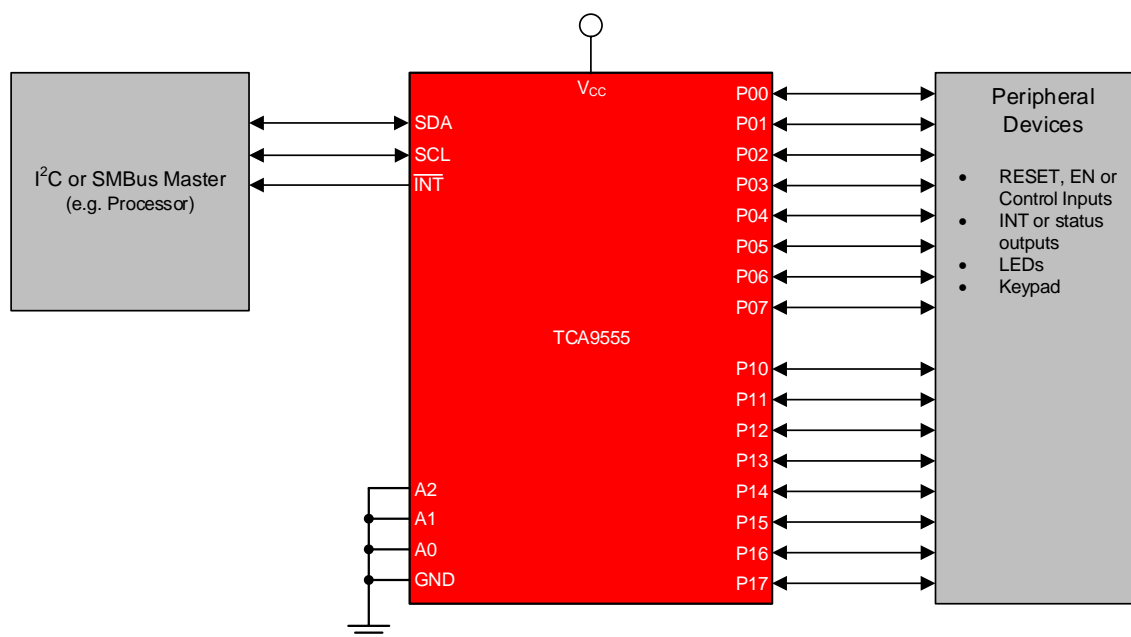 I²C or SMBus Master
(e.g. Processor)
VCC
SDA
SCL
INT
A2
A1
A0
GND
TCA9555
P00
P01
P02
P03
P04
P05
P06
P07
P10
P11
P12
P13
P14
P15
P16
P17
Peripheral
Devices
• RESET, EN or
Control Inputs
• INT or status
outputs
• LEDs
• Keypad